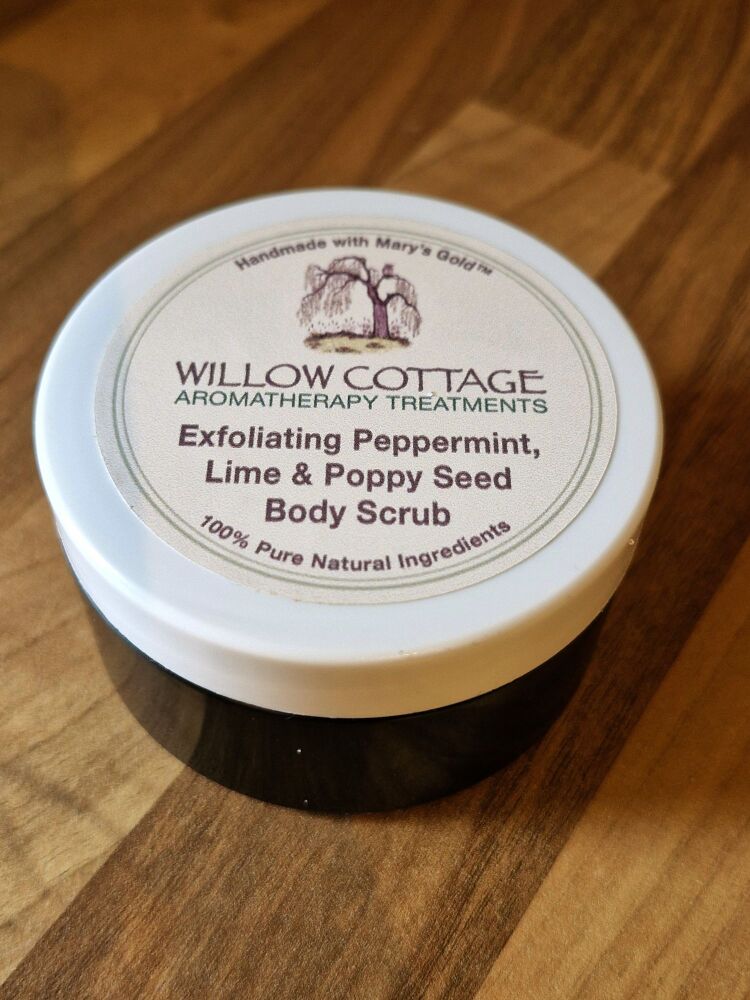 Handmade with Mary's Gold™
WILLOW COTTAGE
AROMATHERAPY TREATMENTS
Exfoliating Peppermint,
Lime & Poppy Seed
Body Scrub
100% Pure Natural Ingredients